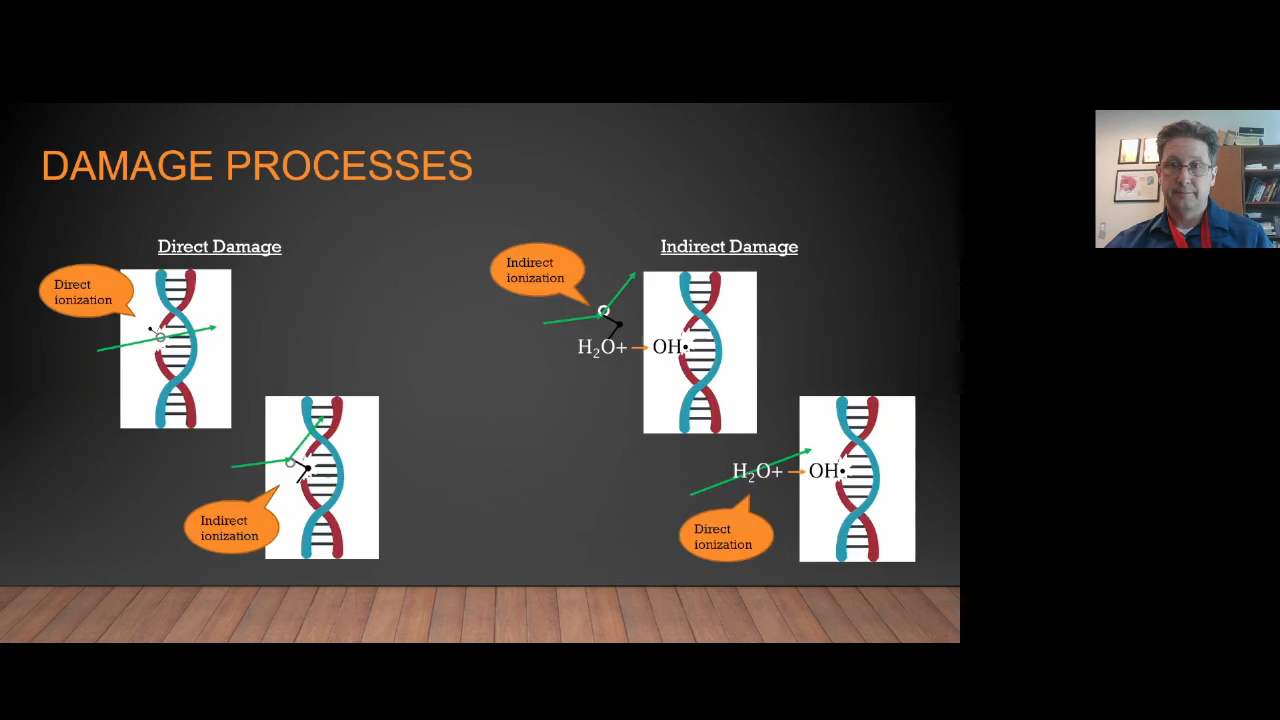 DAMAGE PROCESSES
Direct Damage
Direct
ionization
Indirect
ionization
Indirect Damage
Indirect
ionization
H₂O+ → OH•
H₂O+ → OH•
Direct
ionization